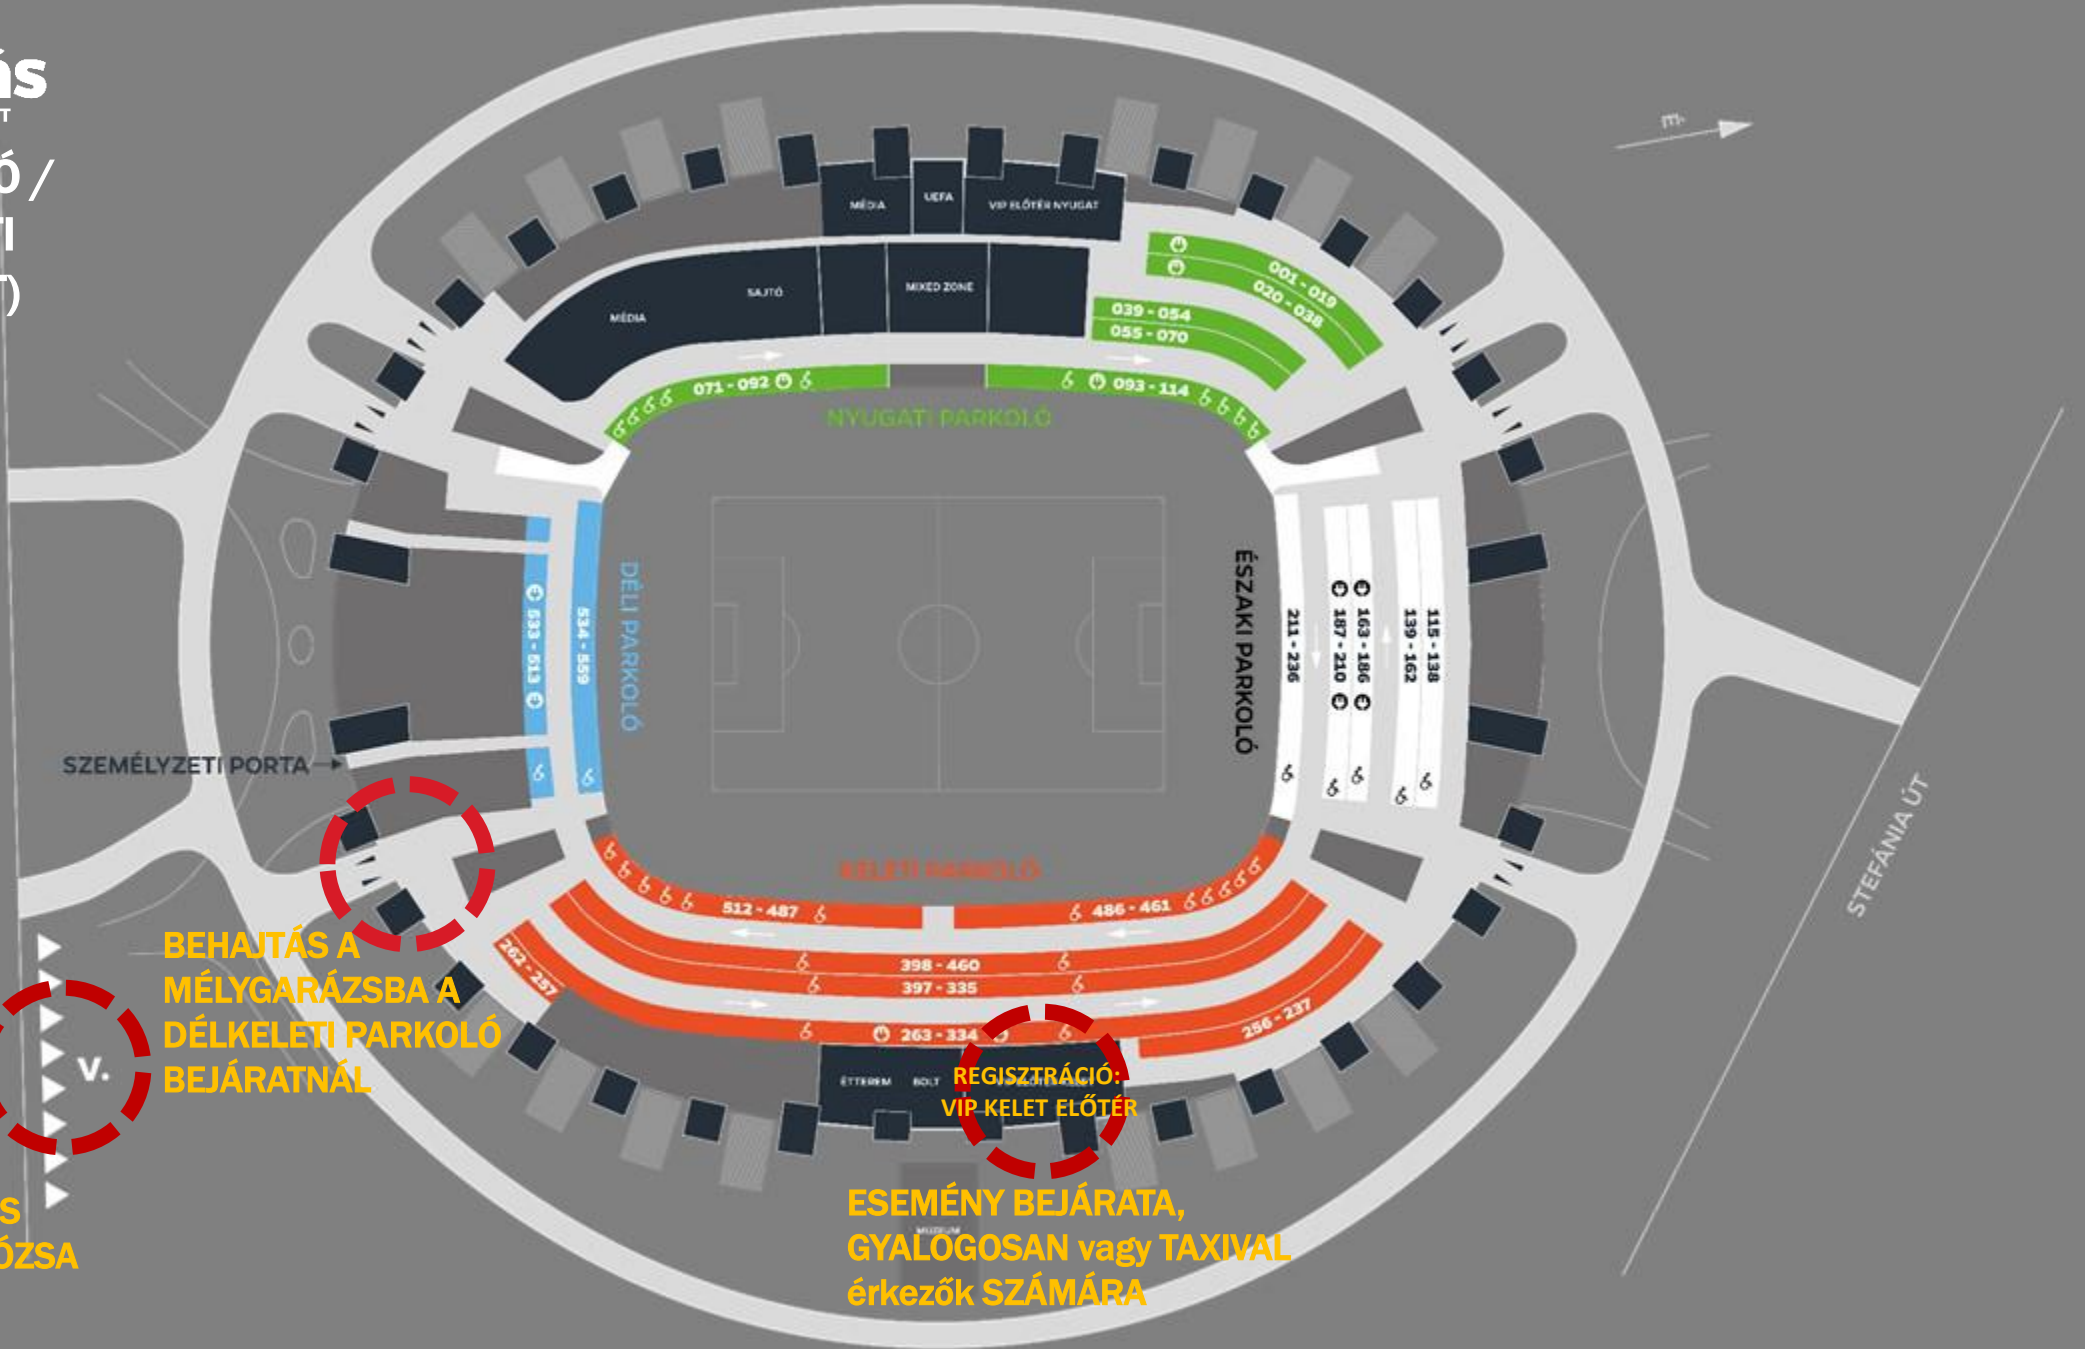 ás
T
Ó /
TI
T)
É.
MÉDIA
UEFA
VIP ELŐTÉR NYUGAT
MÉDIA
SAJTÓ
MIXED ZONE
001 - 019
020 - 038
039 - 054
055 - 070
071 - 092
093 - 114
NYUGATI PARKOLÓ
533 - 513
534 - 559
DÉLI PARKOLÓ
ÉSZAKI PARKOLÓ
211 - 236
187 - 210
163 - 186
139 - 162
115 - 138
SZEMÉLYZETI PORTA
STEFÁNIA ÚT
KELETI PARKOLÓ
512 - 487
486 - 461
398 - 460
397 - 335
262 - 257
263 - 334
256 - 237
BEHAJTÁS A
MÉLYGARÁZSBA A
DÉLKELETI PARKOLÓ
BEJÁRATNÁL
V.
ÉTTEREM
BOLT
REGISZTRÁCIÓ:
VIP KELET ELŐTÉR
S
ÓZSA
ESEMÉNY BEJÁRATA,
MÚZEUM
GYALOGOSAN vagy TAXIVAL
érkezők SZÁMÁRA